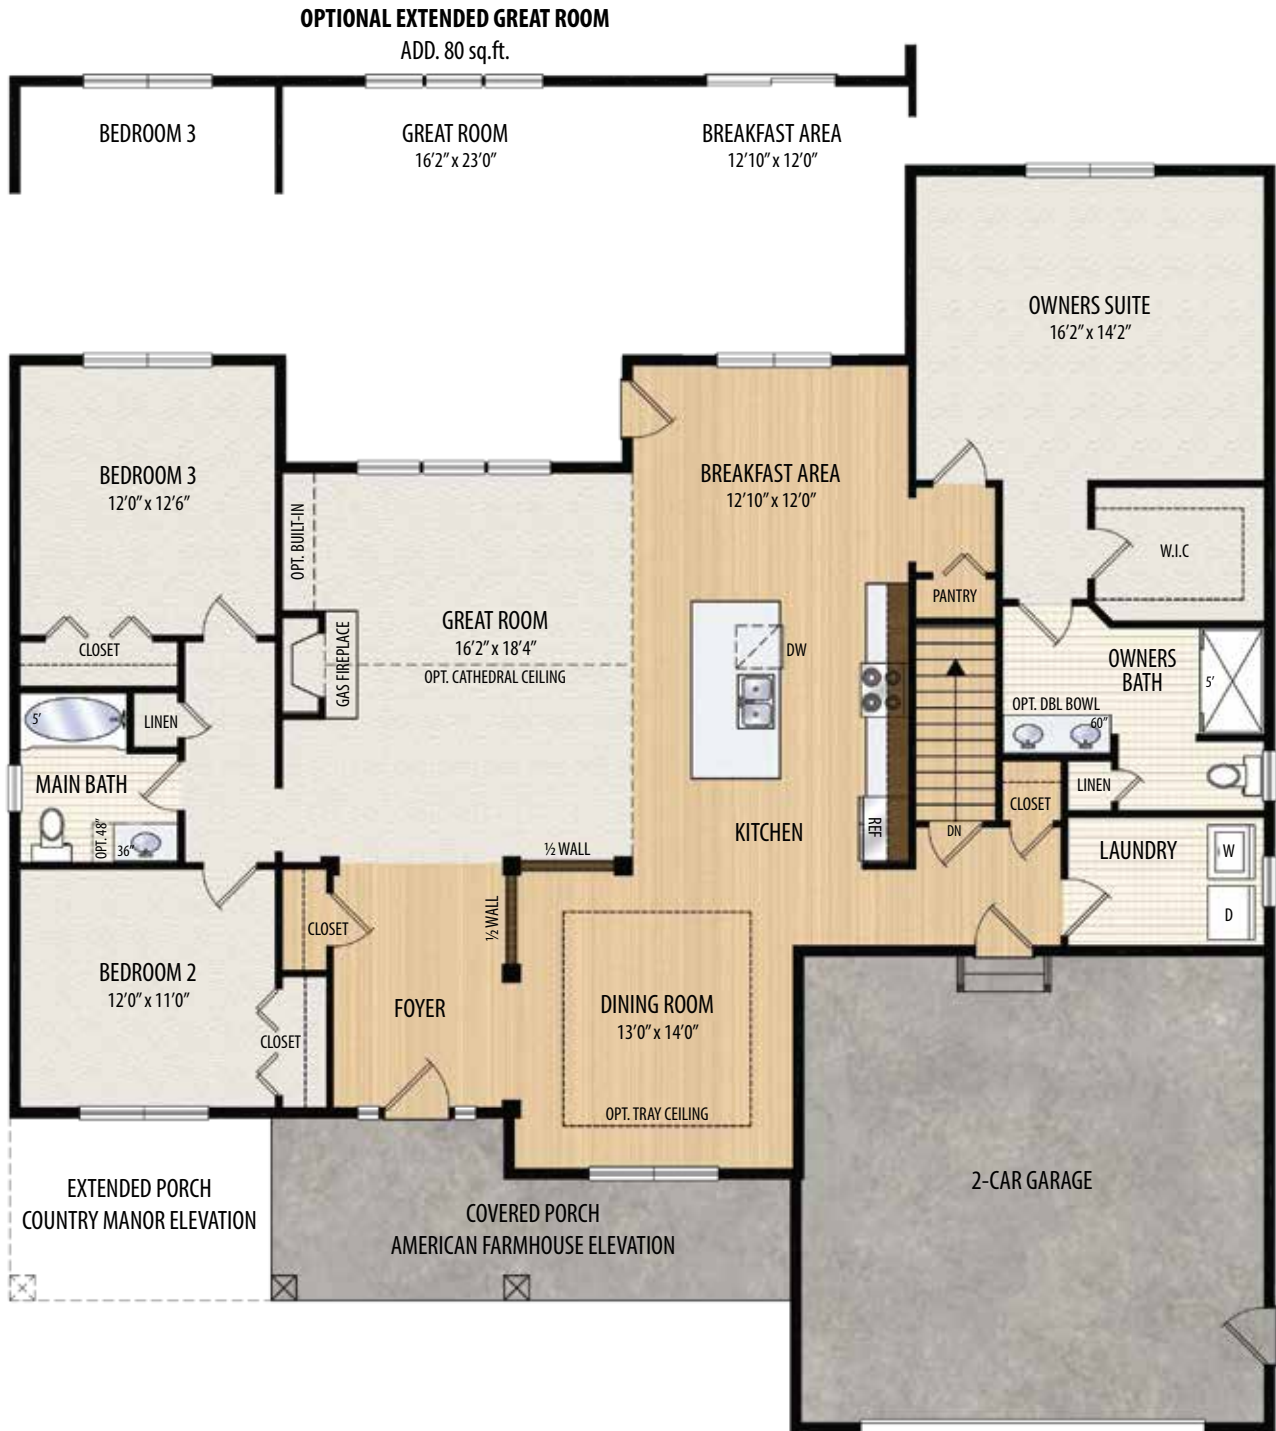 OPTIONAL EXTENDED GREAT ROOM
ADD. 80 sq.ft.
BEDROOM 3
GREAT ROOM
16'2" x 23'0"
BREAKFAST AREA
12'10" x 12'0"
OWNERS SUITE
16'2" x 14'2"
BEDROOM 3
12'0" x 12'6"
BREAKFAST AREA
12'10" x 12'0"
OPT. BUILT-IN
W.I.C
PANTRY
GREAT ROOM
16'2" x 18'4"
OPT. CATHEDRAL CEILING
GAS FIREPLACE
CLOSET
DW
OWNERS
BATH
5'
OPT. DBL BOWL
60"
5'
LINEN
MAIN BATH
OPT. 48"
36"
LINEN
CLOSET
KITCHEN
REF
DN
LAUNDRY
W
D
½ WALL
½ WALL
CLOSET
BEDROOM 2
12'0" x 11'0"
CLOSET
FOYER
DINING ROOM
13'0" x 14'0"
OPT. TRAY CEILING
EXTENDED PORCH
COUNTRY MANOR ELEVATION
COVERED PORCH
AMERICAN FARMHOUSE ELEVATION
2-CAR GARAGE